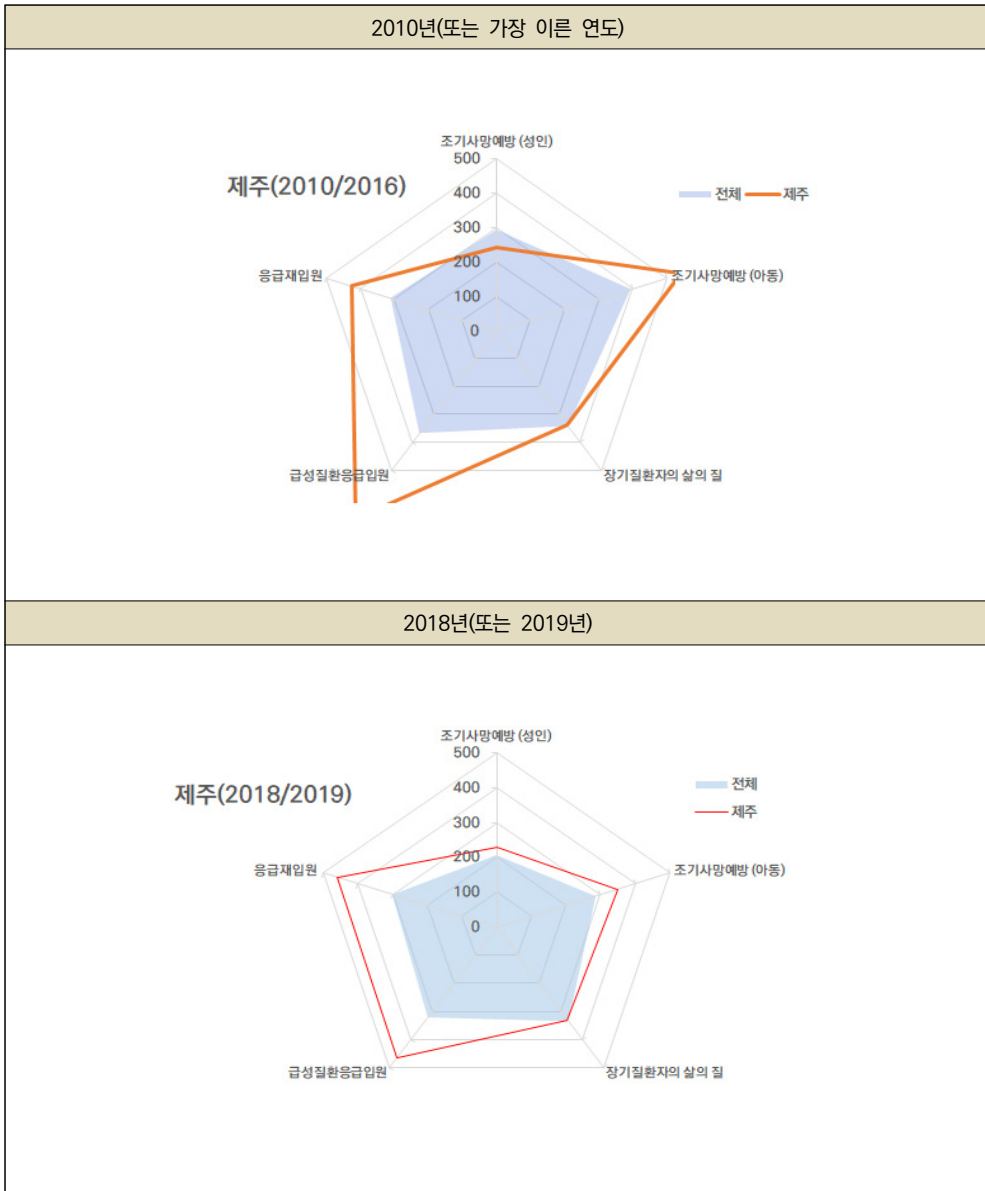 2010년(또는 가장 이른 연도)
조기사망예방 (성인)
제주(2010/2016)
500
400
300
200
100
0
전체
제주
조기사망예방 (아동)
장기질환자의 삶의 질
급성질환응급입원
응급재입원
2018년(또는 2019년)
조기사망예방 (성인)
제주(2018/2019)
500
400
300
200
100
0
전체
제주
조기사망예방 (아동)
장기질환자의 삶의 질
급성질환응급입원
응급재입원